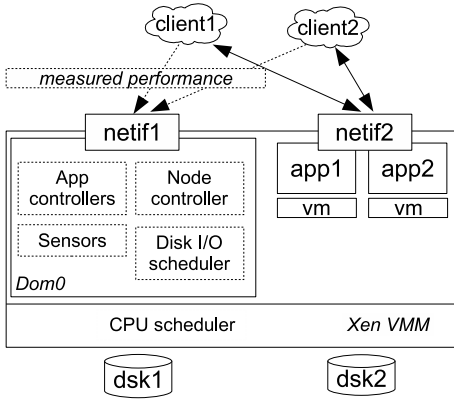 client1
client2
measured performance
netif1
netif2
App
controllers
Node
controller
app1
app2
vm
vm
Sensors
Disk I/O
scheduler
Dom0
CPU scheduler
Xen VMM
dsk1
dsk2